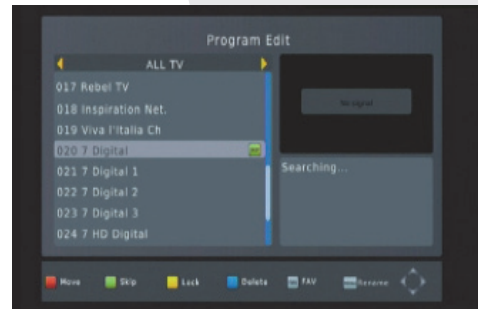 Program Edit
ALL TV
017 Rebel TV
018 Inspiration Net.
019 Viva l'Italia Ch
020 7 Digital
021 7 Digital 1
022 7 Digital 2
023 7 Digital 3
024 7 HD Digital
No signal
Searching...
Move Skip Lock Delete FAV Rename